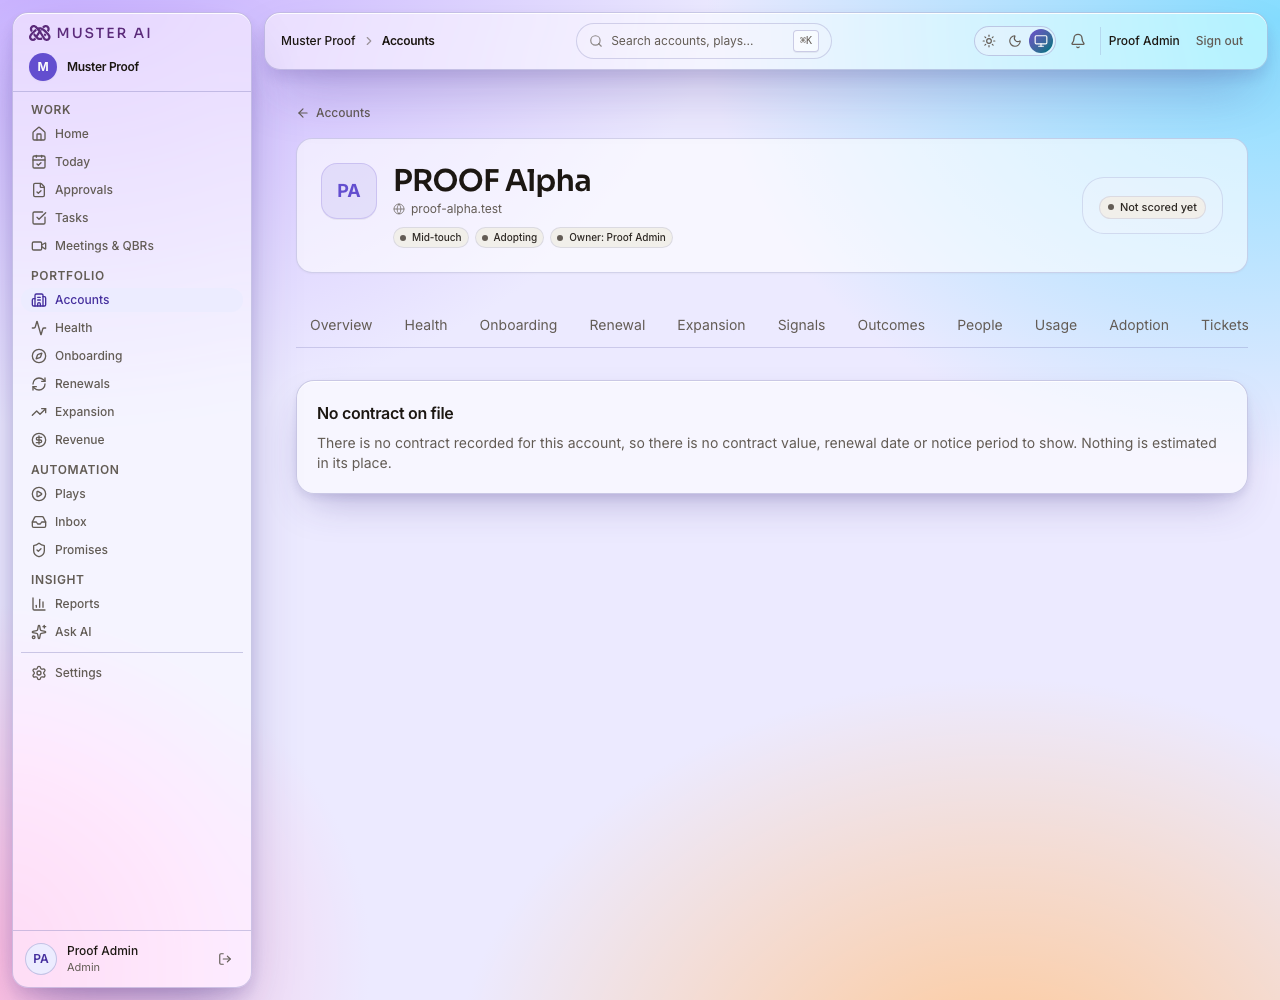 MUSTER AI
M
Muster Proof
WORK
Home
Today
Approvals
Tasks
Meetings & QBRs
PORTFOLIO
Accounts
Health
Onboarding
Renewals
Expansion
Revenue
AUTOMATION
Plays
Inbox
Promises
INSIGHT
Reports
Ask AI
Settings
PA
Proof Admin
Admin
Muster Proof > Accounts
Search accounts, plays... ⌘K
Proof Admin
Sign out
Accounts
PA
PROOF Alpha
proof-alpha.test
Mid-touch Adopting Owner: Proof Admin
Not scored yet
Overview Health Onboarding Renewal Expansion Signals Outcomes People Usage Adoption Tickets
No contract on file
There is no contract recorded for this account, so there is no contract value, renewal date or notice period to show. Nothing is estimated
in its place.